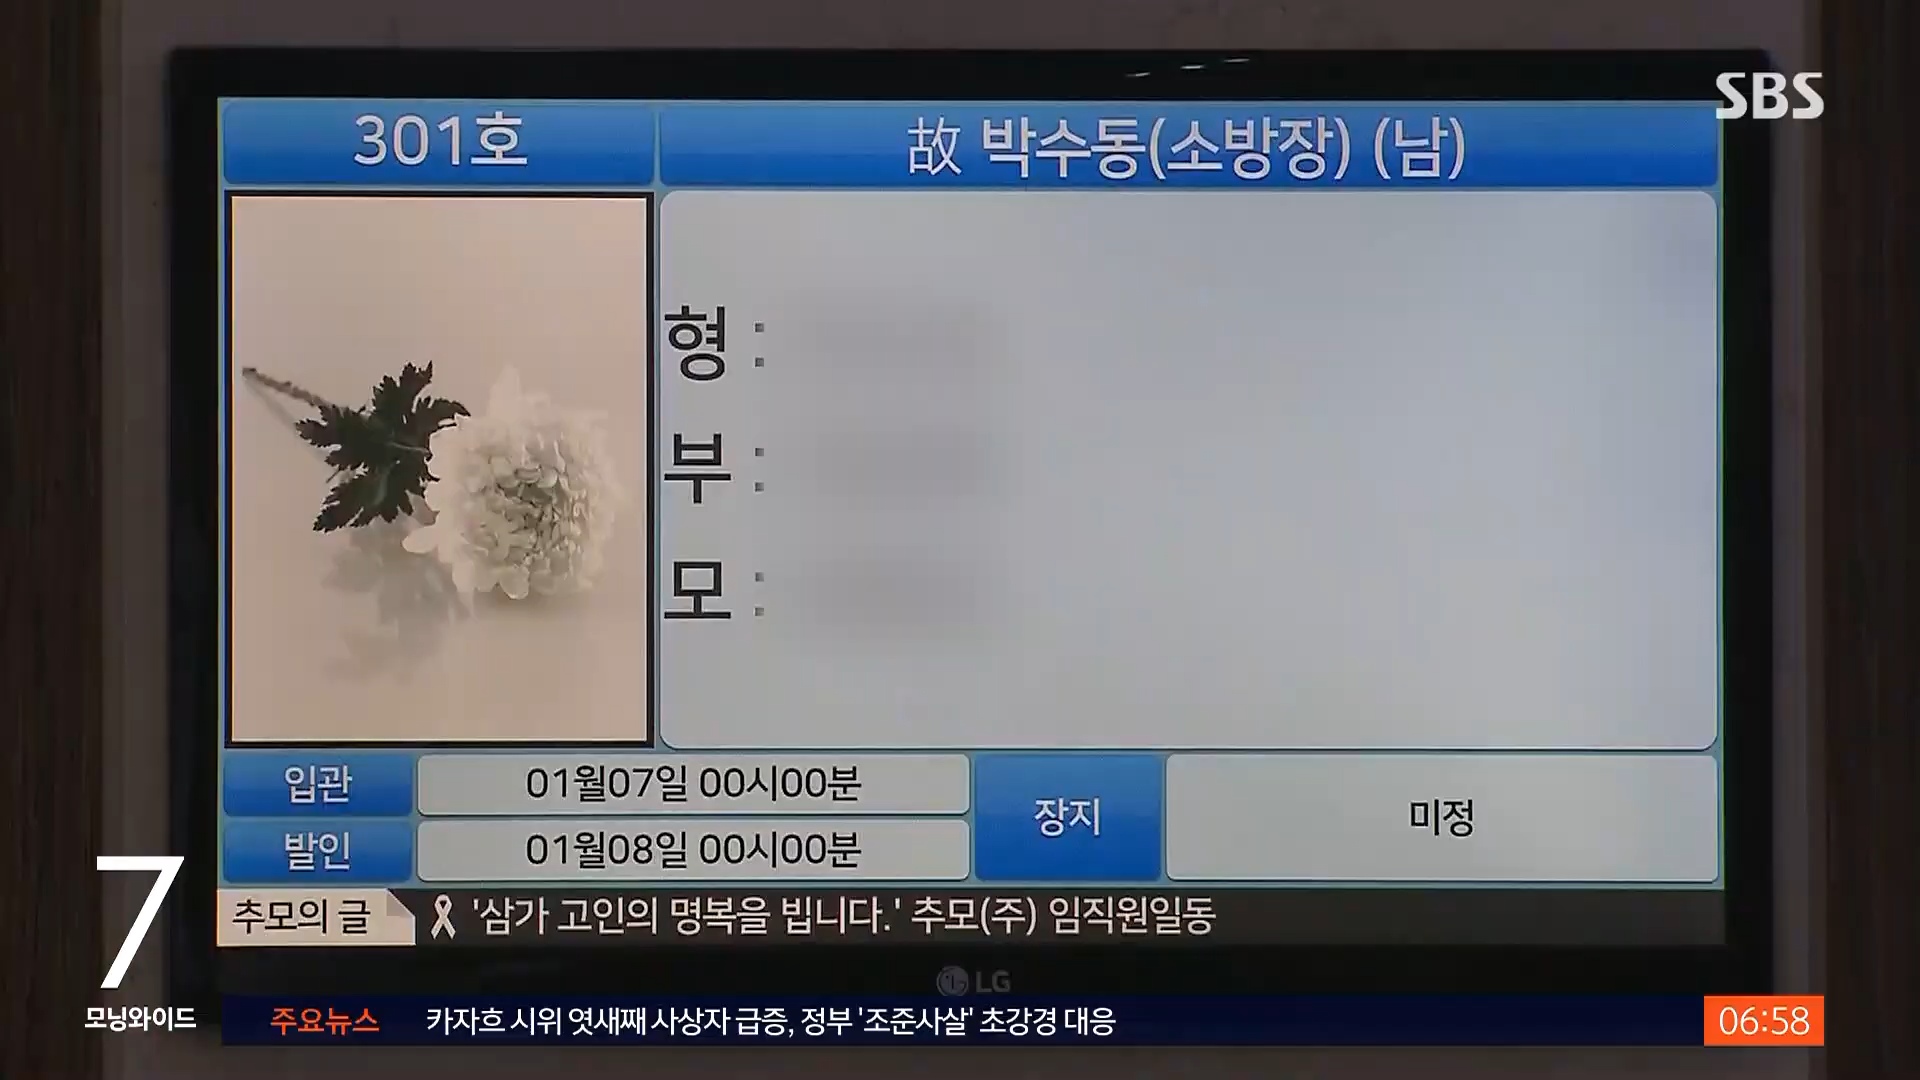 SBS
301호
故 박수동(소방장) (남)
형 :
부 :
모 :
입관
01월07일 00시00분
발인
01월08일 00시00분
장지
미정
추모의 글
'삼가 고인의 명복을 빕니다.' 추모(주) 임직원일동
LG
7
모닝와이드
주요뉴스
카자흐 시위 엿새째 사상자 급증, 정부 '조준사살' 초강경 대응
06:58